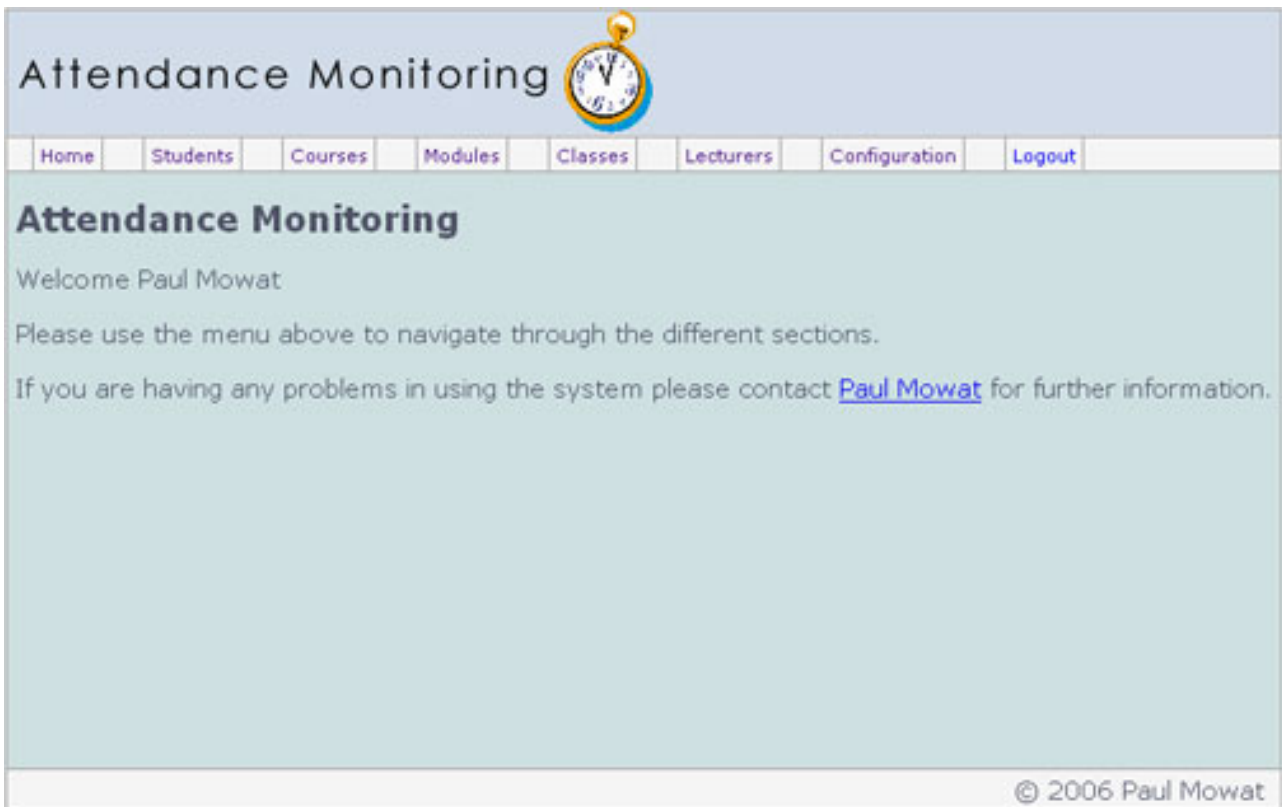 Attendance Monitoring
Home Students Courses Modules Classes Lecturers Configuration Logout
Attendance Monitoring
Welcome Paul Mowat
Please use the menu above to navigate through the different sections.
If you are having any problems in using the system please contact Paul Mowat for further information.
© 2006 Paul Mowat